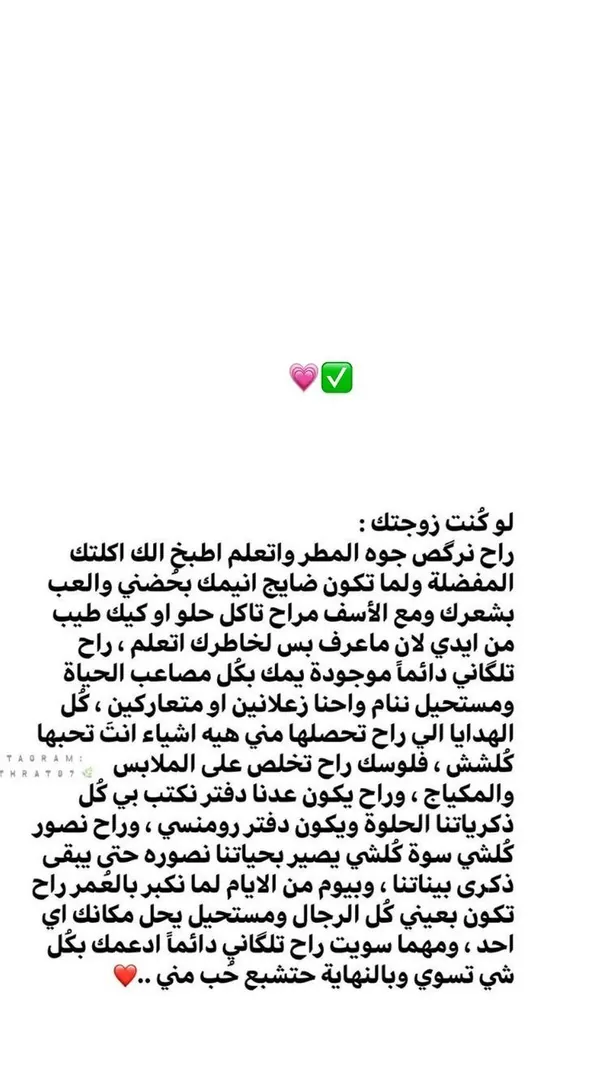 💗✅
لو كُنت زوجتك :
راح نرگص جوه المطر واتعلم اطبخ الك اكلتك
المفضلة ولما تكون ضايج انيمك بحُضني والعب
بشعرك ومع الأسف مراح تاكل حلو او كيك طيب
من ايدي لان ماعرف بس لخاطرك اتعلم ، راح
تلگاني دائماً موجودة يمك بكُل مصاعب الحياة
ومستحيل ننام واحنا زعلانين او متعاركين ، كُل
الهدايا الي راح تحصلها مني هيه اشياء انتَ تحبها
كُلشش ، فلوسك راح تخلص على الملابس
TAGRAM:
THRAT07
والمكياج ، وراح يكون عدنا دفتر نكتب بي كُل
ذكرياتنا الحلوة ويكون دفتر رومنسي ، وراح نصور
كُلشي سوة كُلشي يصير بحياتنا نصوره حتى يبقى
ذكرى بيناتنا ، وبيوم من الايام لما نكبر بالعُمر راح
تكون بعيني كُل الرجال ومستحيل يحل مكانك اي
احد ، ومهما سويت راح تلگاني دائماً ادعمك بكُل
شي تسوي وبالنهاية حتشبع حُب مني ..❤️